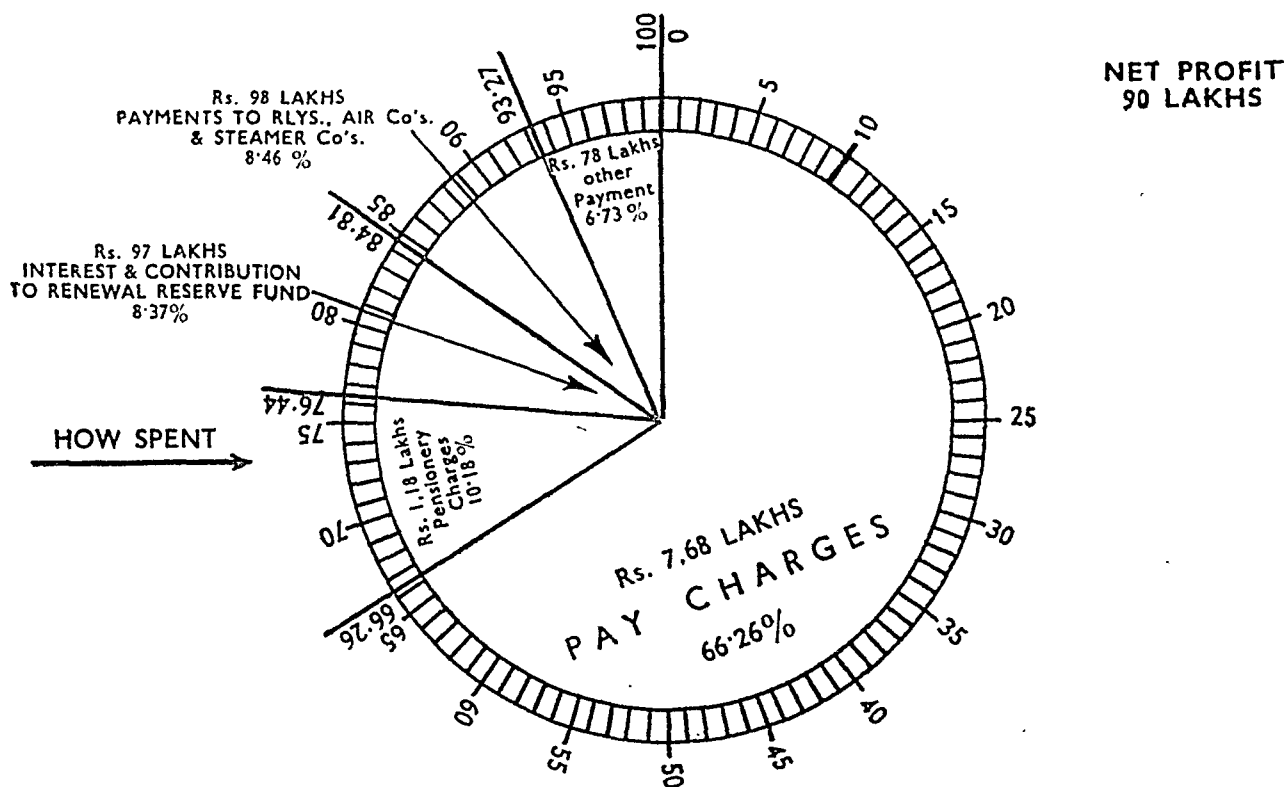 NET PROFIT
90 LAKHS
Rs. 98 LAKHS
PAYMENTS TO RLYS., AIR Co's.
& STEAMER Co's.
8·46 %
Rs. 97 LAKHS
INTEREST & CONTRIBUTION
TO RENEWAL RESERVE FUND
8·37%
HOW SPENT
Rs. 78 Lakhs
other
Payment
6·73%
Rs. 1,18 Lakhs
Pensionery
Charges
10·18%
Rs. 7,68 LAKHS
PAY CHARGES
66·26%
0
5
10
15
20
25
30
35
40
45
50
55
60
65
66·26
70
75
76·44
80
84·81
85
90
93·27
95
100